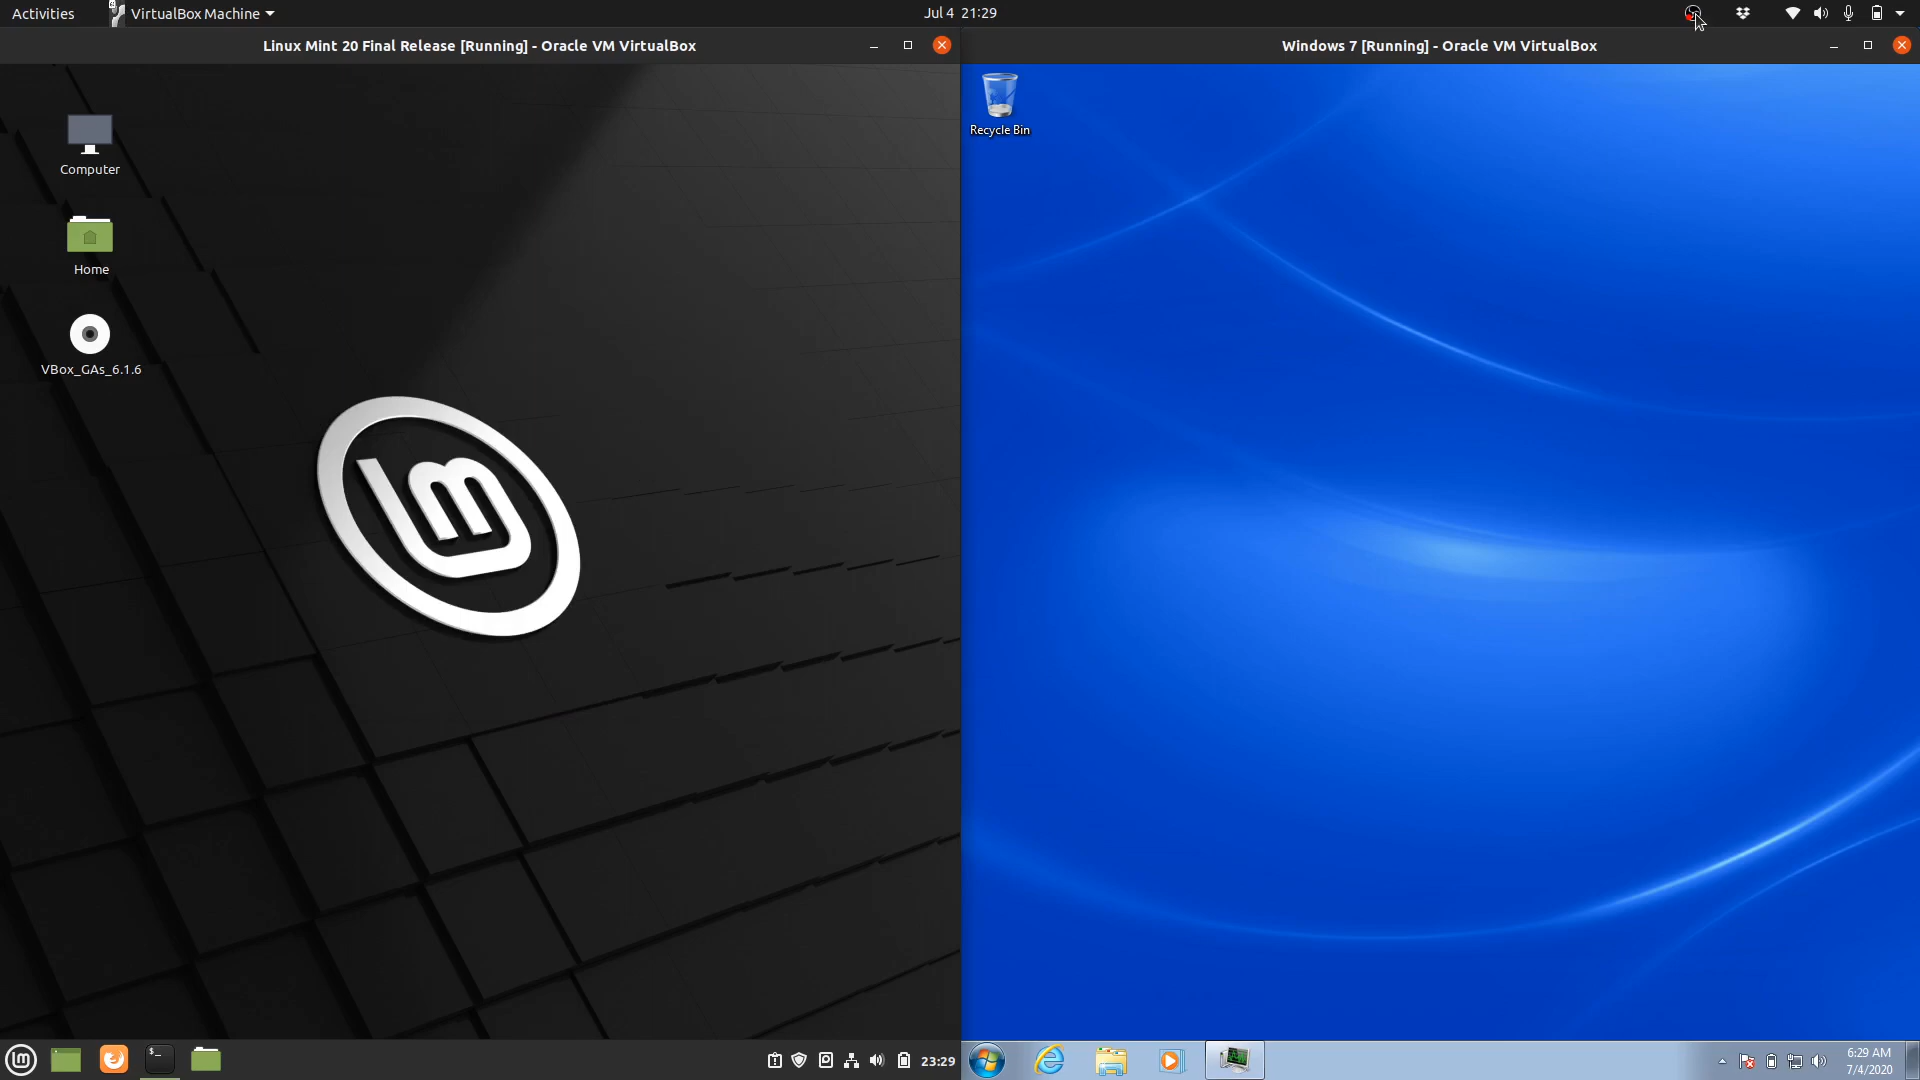 Activities
VirtualBox Machine
Jul 4 21:29
Linux Mint 20 Final Release [Running] - Oracle VM VirtualBox
Windows 7 [Running] - Oracle VM VirtualBox
Computer
Home
VBox_GAs_6.1.6
Recycle Bin
23:29
6:29 AM
7/4/2020